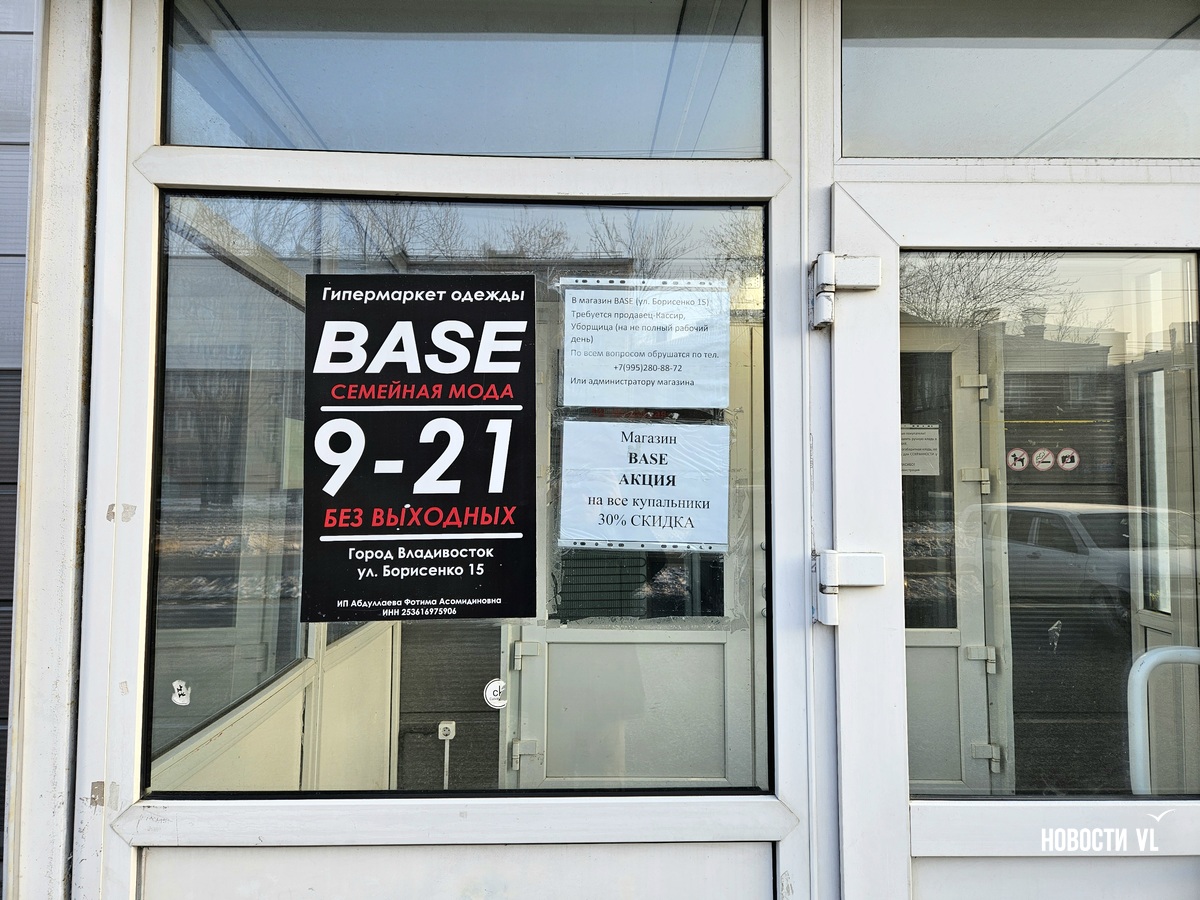 Гипермаркет одежды
BASE
СЕМЕЙНАЯ МОДА
9-21
БЕЗ ВЫХОДНЫХ
Город Владивосток
ул. Борисенко 15
ИП Абдуллаева Фотима Асомидиновна
ИНН 253616975906
В магазин BASE (ул. Борисенко 15)
Требуется продавец-Кассир,
Уборщица (на не полный рабочий
день)
По всем вопросом обрушатся по тел.
+7(995)280-88-72
Или администратору магазина
Магазин
BASE
АКЦИЯ
на все купальники
30% СКИДКА
НОВОСТИ VL